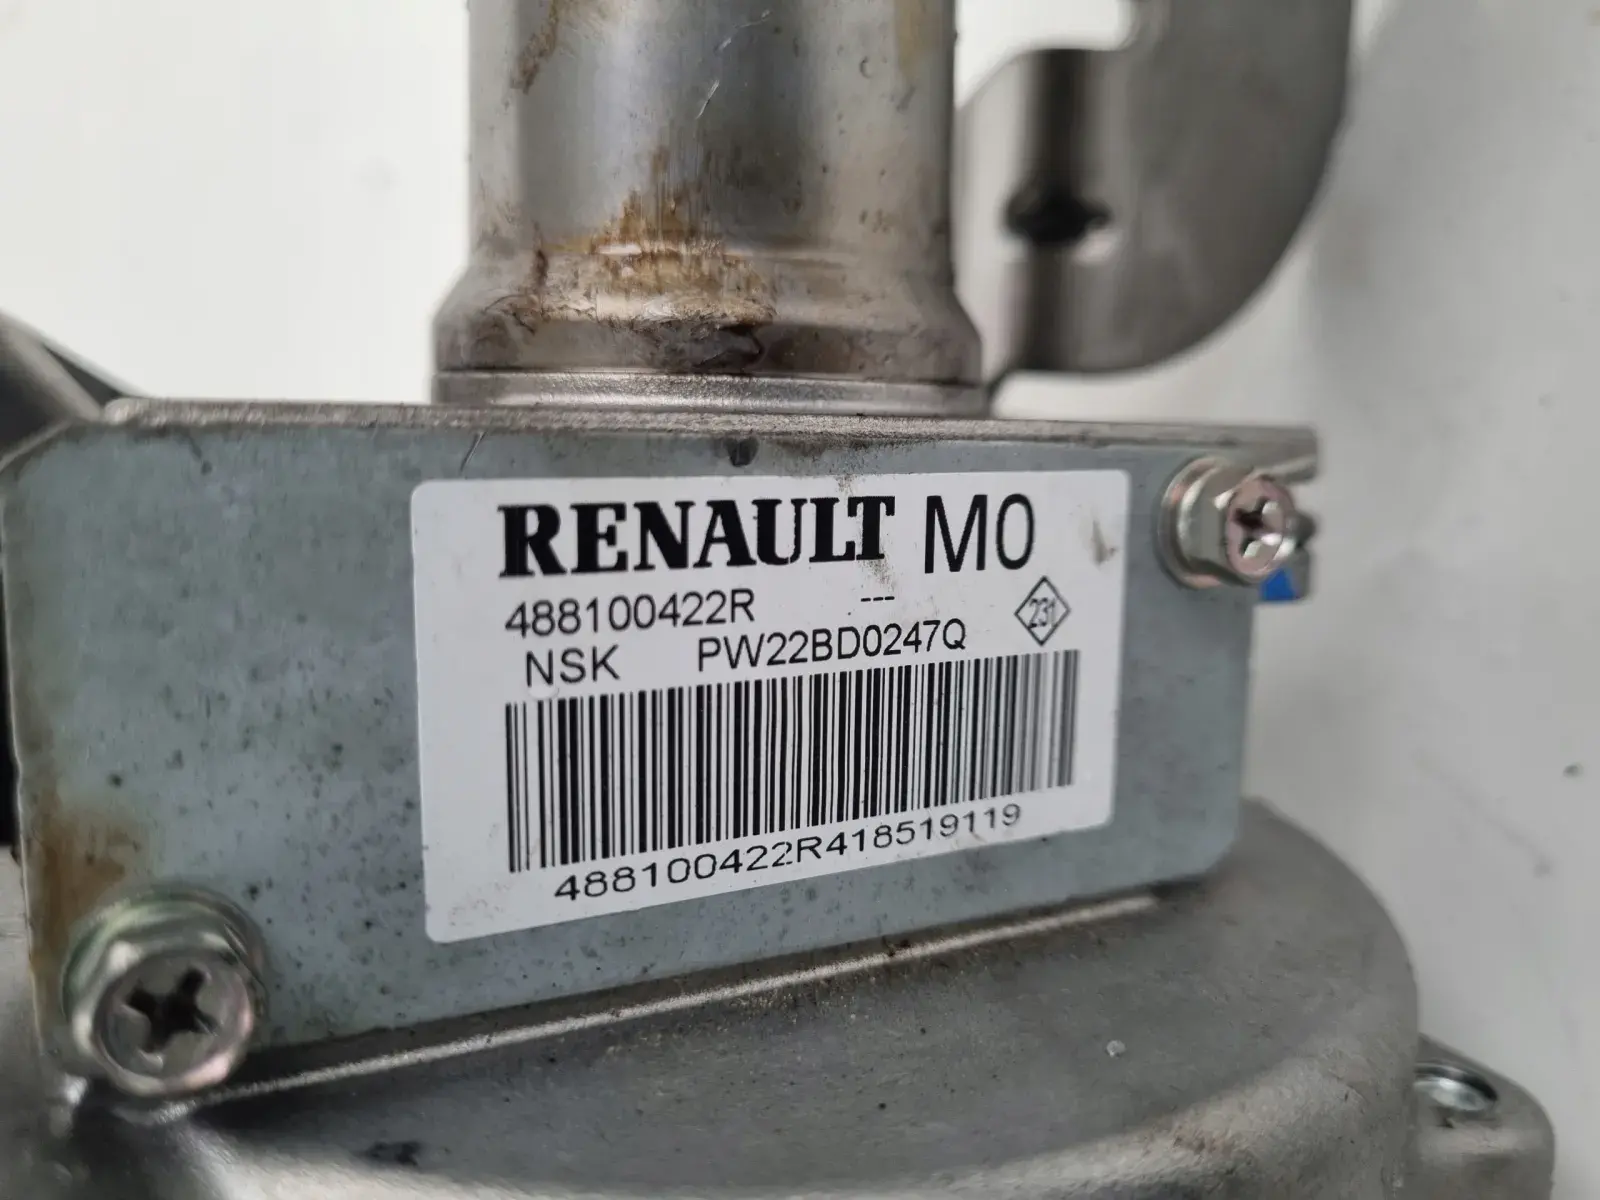 RENAULT M0
488100422R ---
231
NSK PW22BD0247Q
488100422R418519119